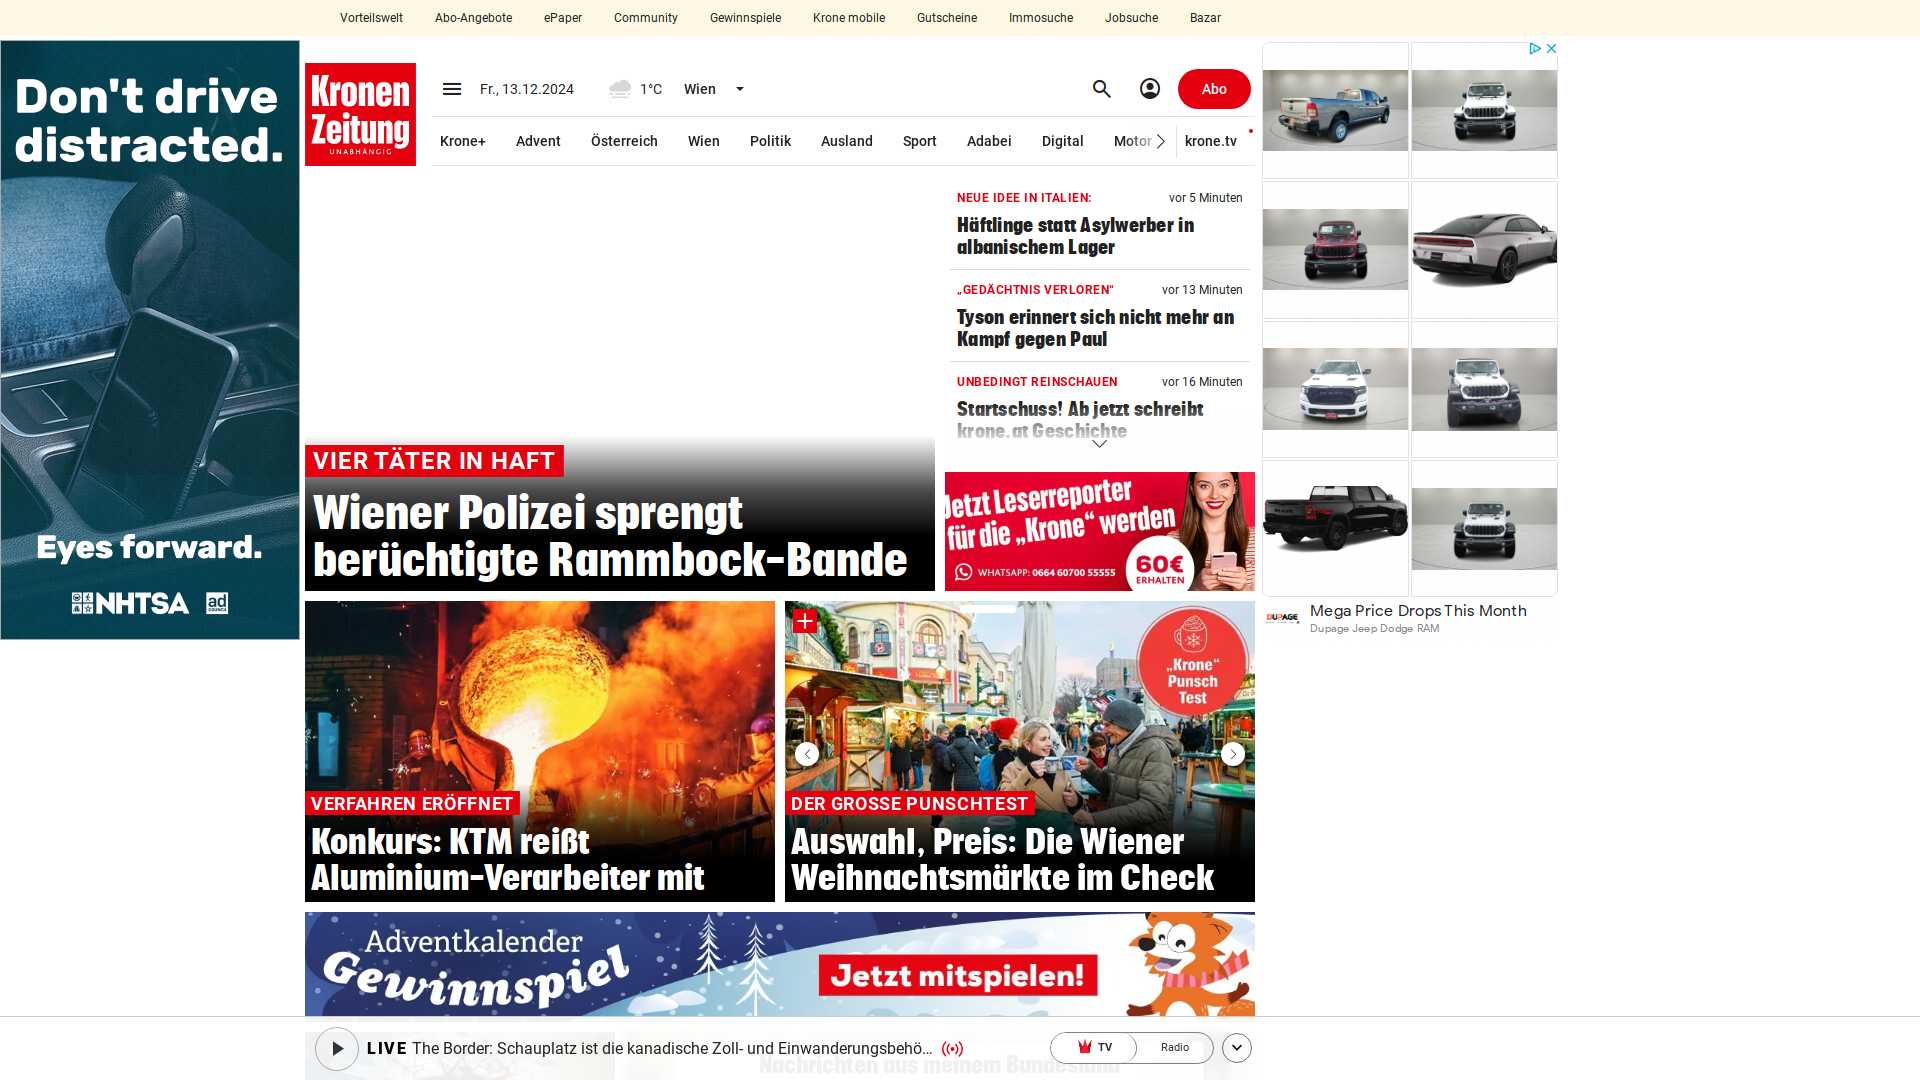 Vorteilswelt Abo-Angebote ePaper Community Gewinnspiele Krone mobile Gutscheine Immosuche Jobsuche Bazar
Don't drive
distracted.
Eyes forward.
NHTSA
ad
COUNCIL
Kronen
Zeitung
UNABHÄNGIG
Fr., 13.12.2024 1°C Wien Abo
Krone+ Advent Österreich Wien Politik Ausland Sport Adabei Digital Motor krone.tv
VIER TÄTER IN HAFT
Wiener Polizei sprengt
berüchtigte Rammbock-Bande
NEUE IDEE IN ITALIEN: vor 5 Minuten
Häftlinge statt Asylwerber in
albanischem Lager
„GEDÄCHTNIS VERLOREN“ vor 13 Minuten
Tyson erinnert sich nicht mehr an
Kampf gegen Paul
UNBEDINGT REINSCHAUEN vor 16 Minuten
Startschuss! Ab jetzt schreibt
krone.at Geschichte
Jetzt Leserreporter
für die „Krone“ werden
WHATSAPP: 0664 60700 55555
60€
ERHALTEN
VERFAHREN ERÖFFNET
Konkurs: KTM reißt
Aluminium-Verarbeiter mit
„Krone“
Punsch
Test
DER GROSSE PUNSCHTEST
Auswahl, Preis: Die Wiener
Weihnachtsmärkte im Check
DUPAGE
Mega Price Drops This Month
Dupage Jeep Dodge RAM
Adventkalender
Gewinnspiel
Jetzt mitspielen!
Nachrichten aus meinem Bundesland
LIVE The Border: Schauplatz ist die kanadische Zoll- und Einwanderungsbehö... TV Radio